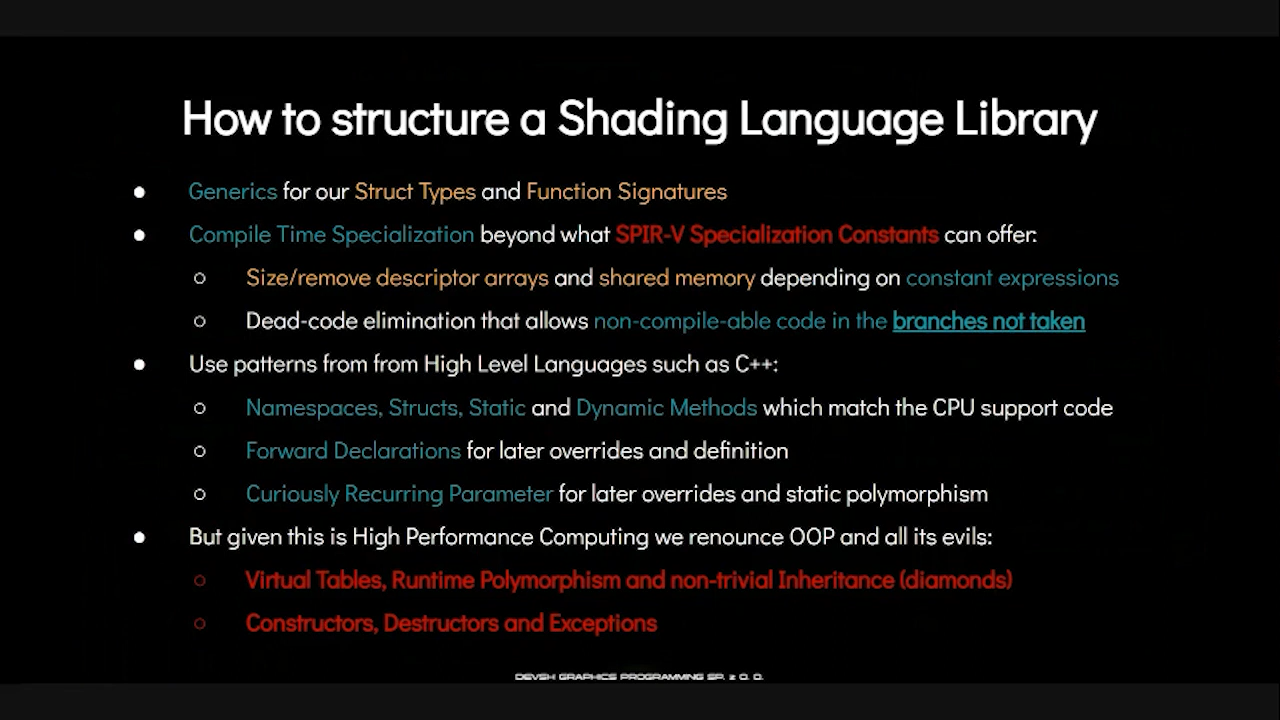 How to structure a Shading Language Library
● Generics for our Struct Types and Function Signatures
● Compile Time Specialization beyond what SPIR-V Specialization Constants can offer:
○ Size/remove descriptor arrays and shared memory depending on constant expressions
○ Dead-code elimination that allows non-compile-able code in the branches not taken
● Use patterns from from High Level Languages such as C++:
○ Namespaces, Structs, Static and Dynamic Methods which match the CPU support code
○ Forward Declarations for later overrides and definition
○ Curiously Recurring Parameter for later overrides and static polymorphism
● But given this is High Performance Computing we renounce OOP and all its evils:
○ Virtual Tables, Runtime Polymorphism and non-trivial Inheritance (diamonds)
○ Constructors, Destructors and Exceptions
DEVSH GRAPHICS PROGRAMMING SP. z O. O.